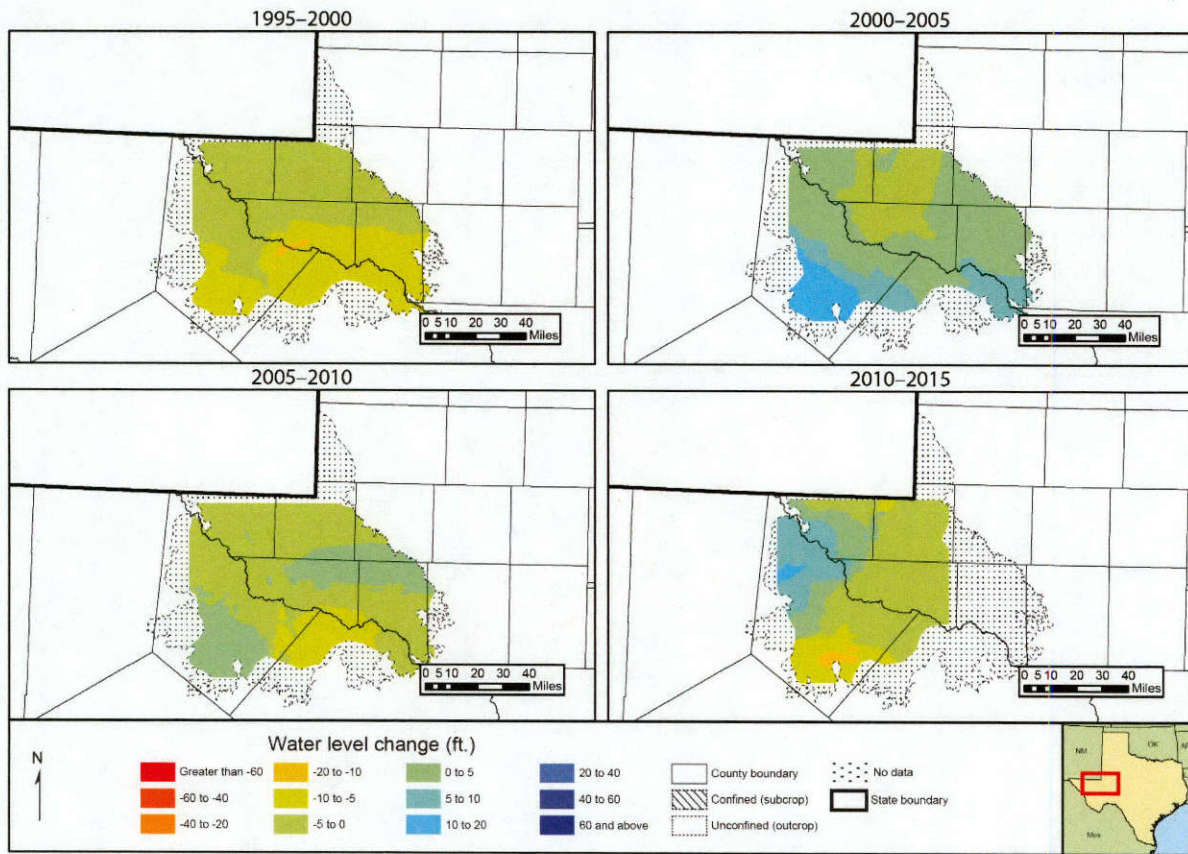 1995–2000
2000–2005
0 5 10 20 30 40
Miles
0 5 10 20 30 40
Miles
2005–2010
2010–2015
0 5 10 20 30 40
Miles
0 5 10 20 30 40
Miles
N
Water level change (ft.)
Greater than -60
-60 to -40
-40 to -20
-20 to -10
-10 to -5
-5 to 0
0 to 5
5 to 10
10 to 20
20 to 40
40 to 60
60 and above
County boundary
Confined (subcrop)
Unconfined (outcrop)
No data
State boundary
NM
OK
Mex